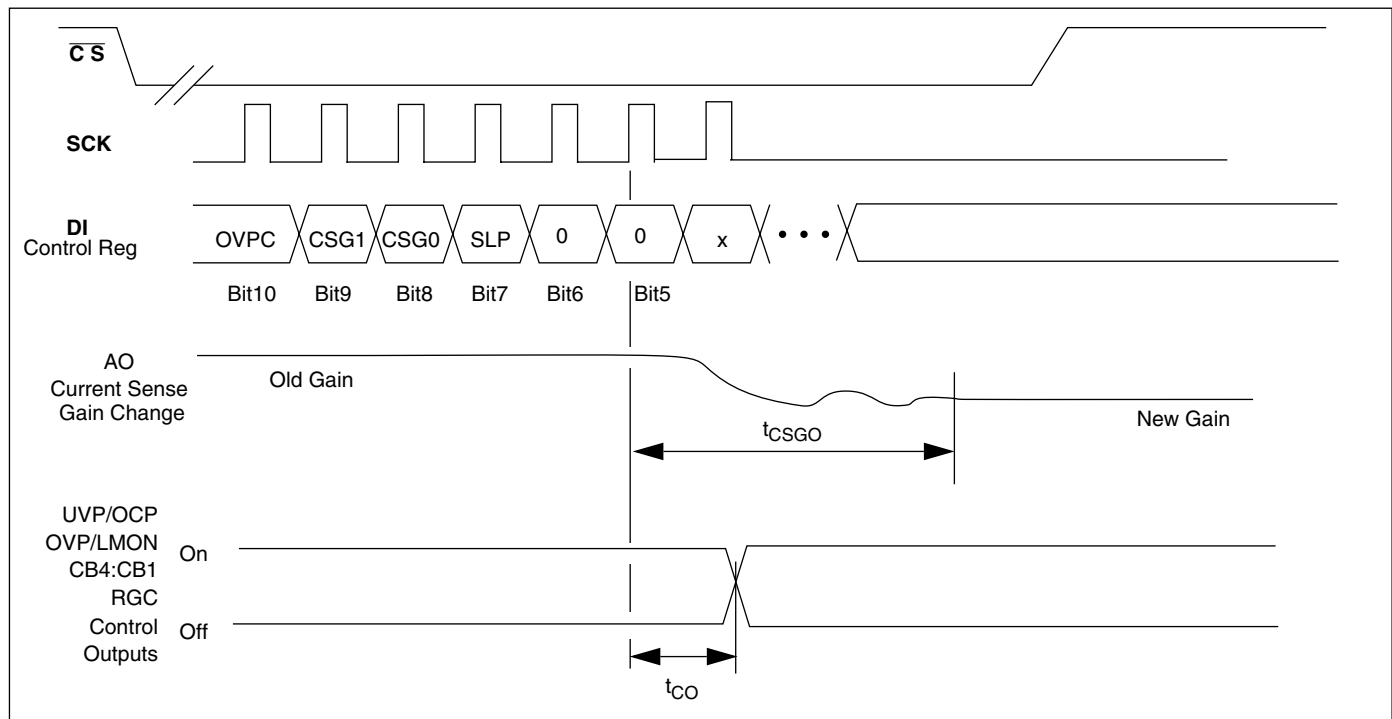 CS
SCK
DI
Control Reg
OVPC CSG1 CSG0 SLP 0 0 x • • •
Bit10 Bit9 Bit8 Bit7 Bit6 Bit5
AO
Current Sense
Gain Change
Old Gain
New Gain
tCSGO
UVP/OCP
OVP/LMON
CB4:CB1
RGC
Control
Outputs
On
Off
tCO